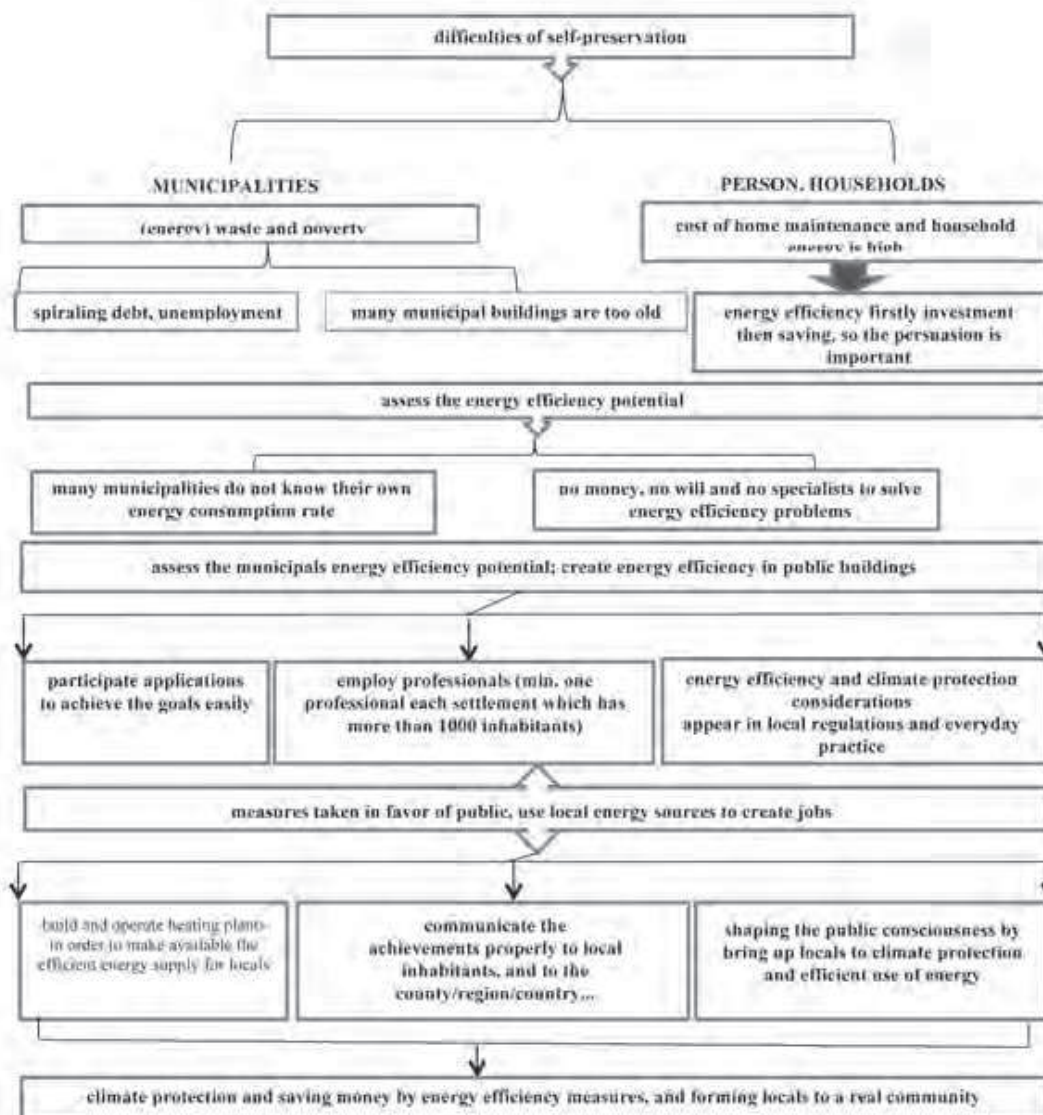 difficulties of self-preservation
MUNICIPALITIES
PERSON, HOUSEHOLDS
(energy) waste and poverty
cost of home maintenance and household
energy is high
spiraling debt, unemployment
many municipal buildings are too old
energy efficiency firstly investment
then saving, so the persuasion is
important
assess the energy efficiency potential
many municipalities do not know their own
energy consumption rate
no money, no will and no specialists to solve
energy efficiency problems
assess the municipals energy efficiency potential; create energy efficiency in public buildings
participate applications
to achieve the goals easily
employ professionals (min. one
professional each settlement which has
more than 1000 inhabitants)
energy efficiency and climate protection
considerations
appear in local regulations and everyday
practice
measures taken in favor of public, use local energy sources to create jobs
build and operate heating plants
in order to make available the
efficient energy supply for locals
communicate the
achievements properly to local
inhabitants, and to the
county/region/country...
shaping the public consciousness by
bring up locals to climate protection
and efficient use of energy
climate protection and saving money by energy efficiency measures, and forming locals to a real community